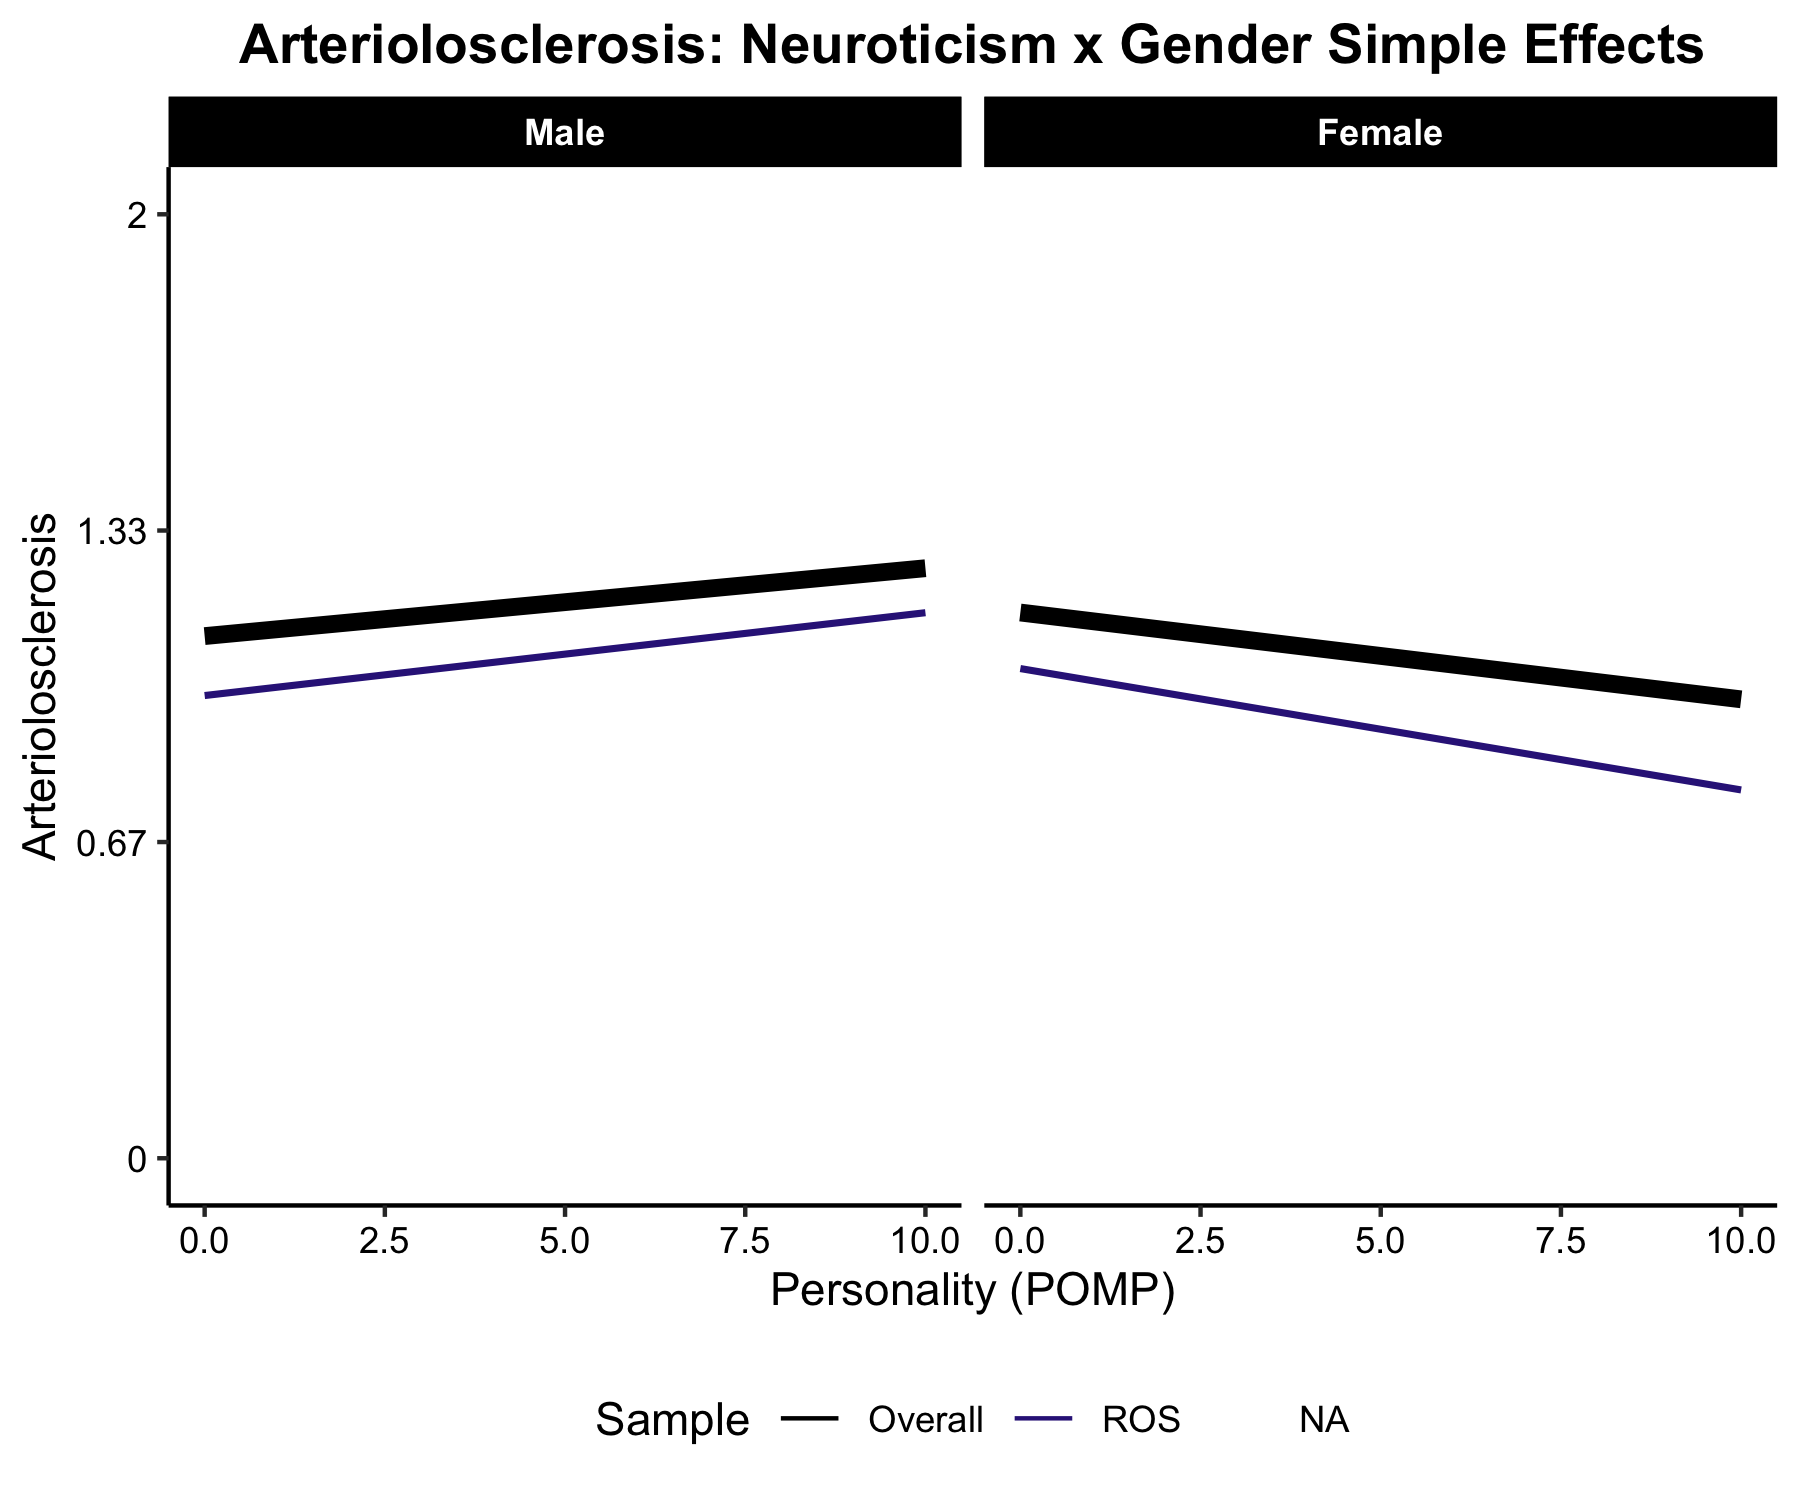 Arteriolosclerosis: Neuroticism x Gender Simple Effects
Male
Female
Arteriolosclerosis
2
1.33
0.67
0
0.0 2.5 5.0 7.5 10.0
0.0 2.5 5.0 7.5 10.0
Personality (POMP)
Sample Overall ROS NA